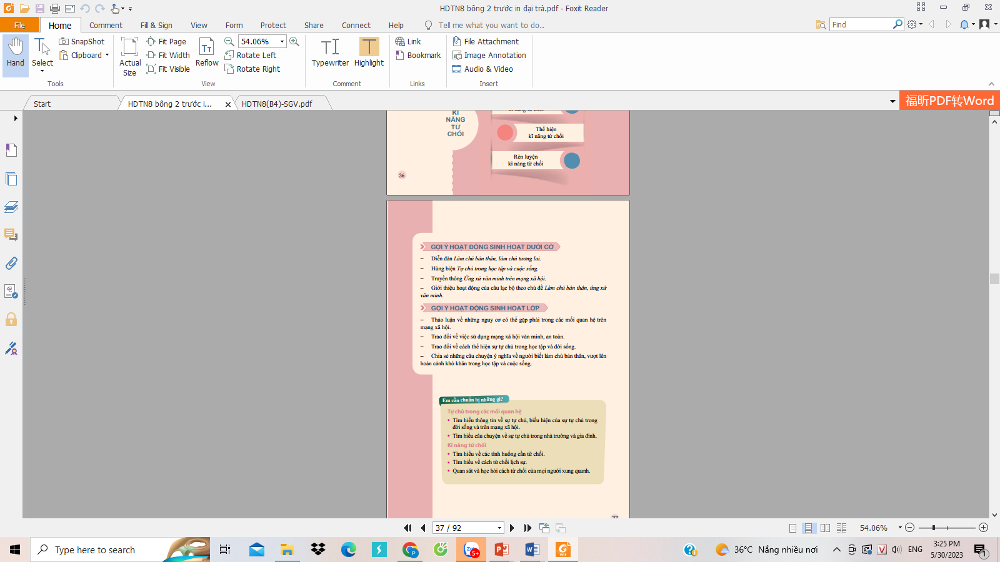 HDTN8 bông 2 trước in đại trà.pdf - Foxit Reader
File
Home
Comment
Fill & Sign
View
Form
Protect
Share
Connect
Help
Tell me what you want to do..
Find
Hand
Select
SnapShot
Clipboard
Tools
Actual
Size
Fit Page
Fit Width
Fit Visible
Reflow
54.06%
Rotate Left
Rotate Right
View
Typewriter
Highlight
Comment
Link
Bookmark
Links
File Attachment
Image Annotation
Audio & Video
Insert
Start
HDTN8 bông 2 trước i...
HDTN8(B4)-SGV.pdf
福昕PDF转Word
KĨ
NĂNG
TỪ
CHỐI
Thể hiện
kĩ năng từ chối
Rèn luyện
kĩ năng từ chối
36
GỢI Ý HOẠT ĐỘNG SINH HOẠT DƯỚI CỜ
– Diễn đàn Làm chủ bản thân, làm chủ tương lai.
– Hùng biện Tự chủ trong học tập và cuộc sống.
– Truyền thông Ứng xử văn minh trên mạng xã hội.
– Giới thiệu hoạt động của câu lạc bộ theo chủ đề Làm chủ bản thân, ứng xử
văn minh.
GỢI Ý HOẠT ĐỘNG SINH HOẠT LỚP
– Thảo luận về những nguy cơ có thể gặp phải trong các mối quan hệ trên
mạng xã hội.
– Trao đổi về việc sử dụng mạng xã hội văn minh, an toàn.
– Trao đổi về cách thể hiện sự tự chủ trong học tập và đời sống.
– Chia sẻ những câu chuyện ý nghĩa về người biết làm chủ bản thân, vượt lên
hoàn cảnh khó khăn trong học tập và cuộc sống.
Em cần chuẩn bị những gì?
Tự chủ trong các mối quan hệ
• Tìm hiểu thông tin về sự tự chủ, biểu hiện của sự tự chủ trong
đời sống và trên mạng xã hội.
• Tìm hiểu câu chuyện về sự tự chủ trong nhà trường và gia đình.
Kĩ năng từ chối
• Tìm hiểu về các tình huống cần từ chối.
• Tìm hiểu về cách từ chối lịch sự.
• Quan sát và học hỏi cách từ chối của mọi người xung quanh.
37 / 92
54.06%
Type here to search
5+
36°C Nắng nhiều nơi
ENG
3:25 PM
5/30/2023
1